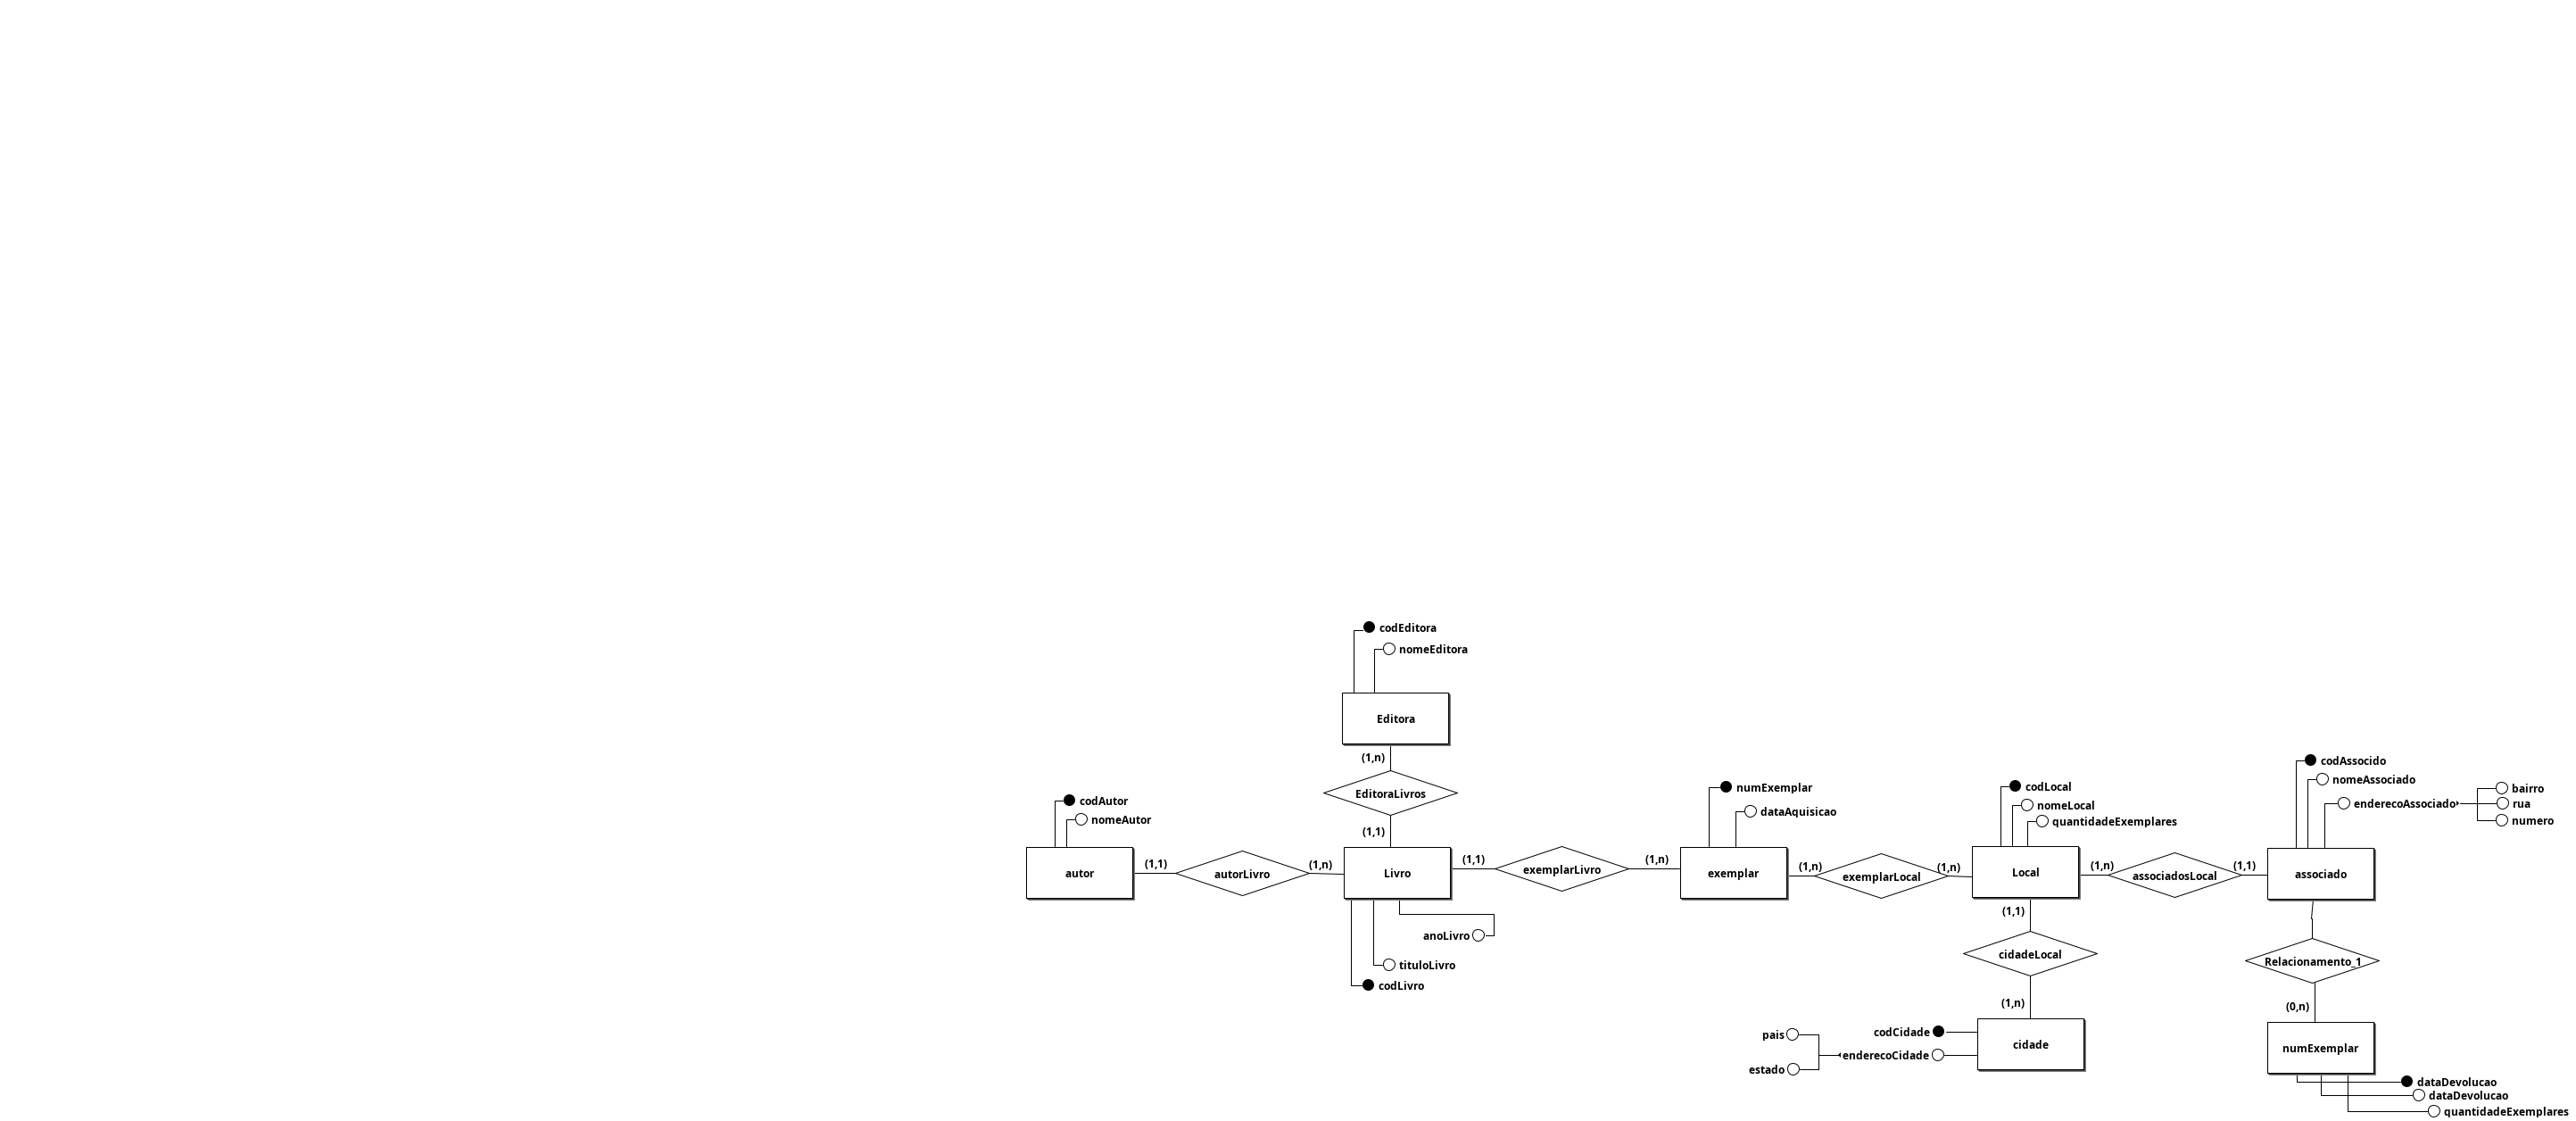 codEditora
nomeEditora
Editora
(1,n)
EditoraLivros
(1,1)
codAutor
nomeAutor
autor
(1,1)
autorLivro
(1,n)
Livro
anoLivro
tituloLivro
codLivro
(1,1)
exemplarLivro
(1,n)
numExemplar
dataAquisicao
exemplar
(1,n)
exemplarLocal
(1,n)
codLocal
nomeLocal
quantidadeExemplares
Local
(1,n)
associadosLocal
(1,1)
codAssocido
nomeAssociado
enderecoAssociado
bairro
rua
numero
associado
(1,1)
cidadeLocal
(1,n)
cidade
codCidade
enderecoCidade
pais
estado
Relacionamento_1
(0,n)
numExemplar
dataDevolucao
dataDevolucao
quantidadeExemplares